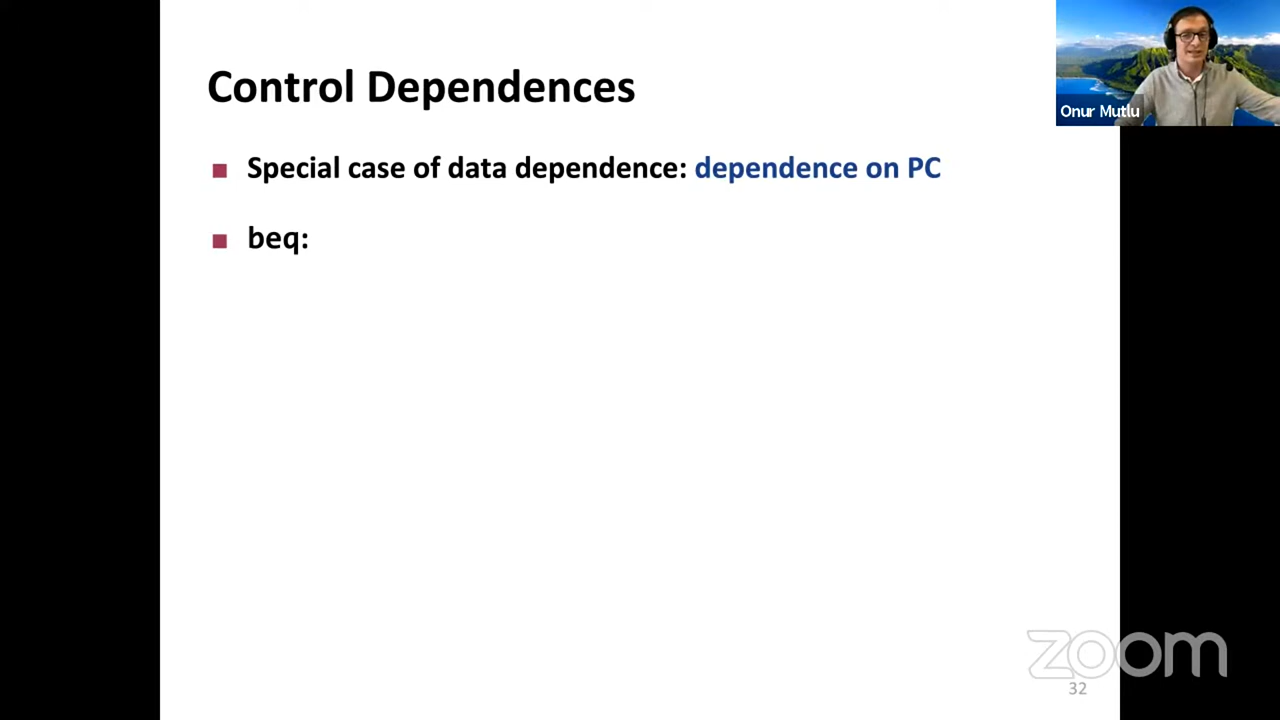 Control Dependences
Special case of data dependence: dependence on PC
beq:
Onur Mutlu
zoom
32